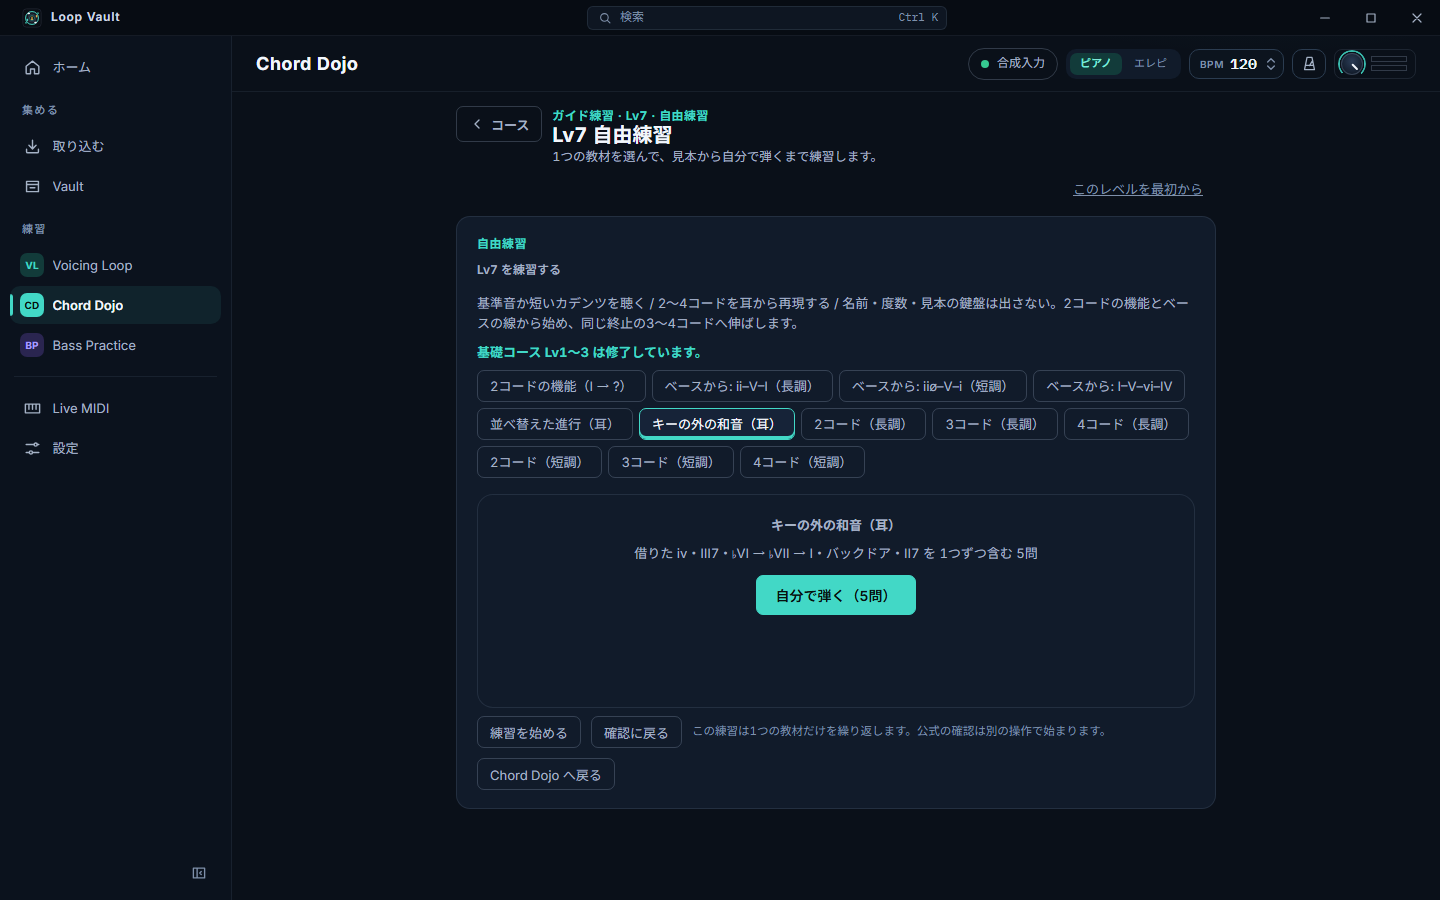 Loop Vault
検索
Ctrl K
ホーム
集める
取り込む
Vault
練習
VL Voicing Loop
CD Chord Dojo
BP Bass Practice
Live MIDI
設定
Chord Dojo
合成入力
ピアノ
エレピ
BPM 120
コース
ガイド練習・Lv7・自由練習
Lv7 自由練習
1つの教材を選んで、見本から自分で弾くまで練習します。
このレベルを最初から
自由練習
Lv7 を練習する
基準音か短いカデンツを聴く / 2〜4コードを耳から再現する / 名前・度数・見本の鍵盤は出さない。2コードの機能とベー
スの線から始め、同じ終止の3〜4コードへ伸ばします。
基礎コース Lv1〜3 は修了しています。
2コードの機能（I → ?）
ベースから: ii–V–I（長調）
ベースから: iiø–V–i（短調）
ベースから: I–V–vi–IV
並べ替えた進行（耳）
キーの外の和音（耳）
2コード（長調）
3コード（長調）
4コード（長調）
2コード（短調）
3コード（短調）
4コード（短調）
キーの外の和音（耳）
借りた iv・III7・♭VI → ♭VII → I・バックドア・II7 を 1つずつ含む 5問
自分で弾く（5問）
練習を始める
確認に戻る
この練習は1つの教材だけを繰り返します。公式の確認は別の操作で始まります。
Chord Dojo へ戻る